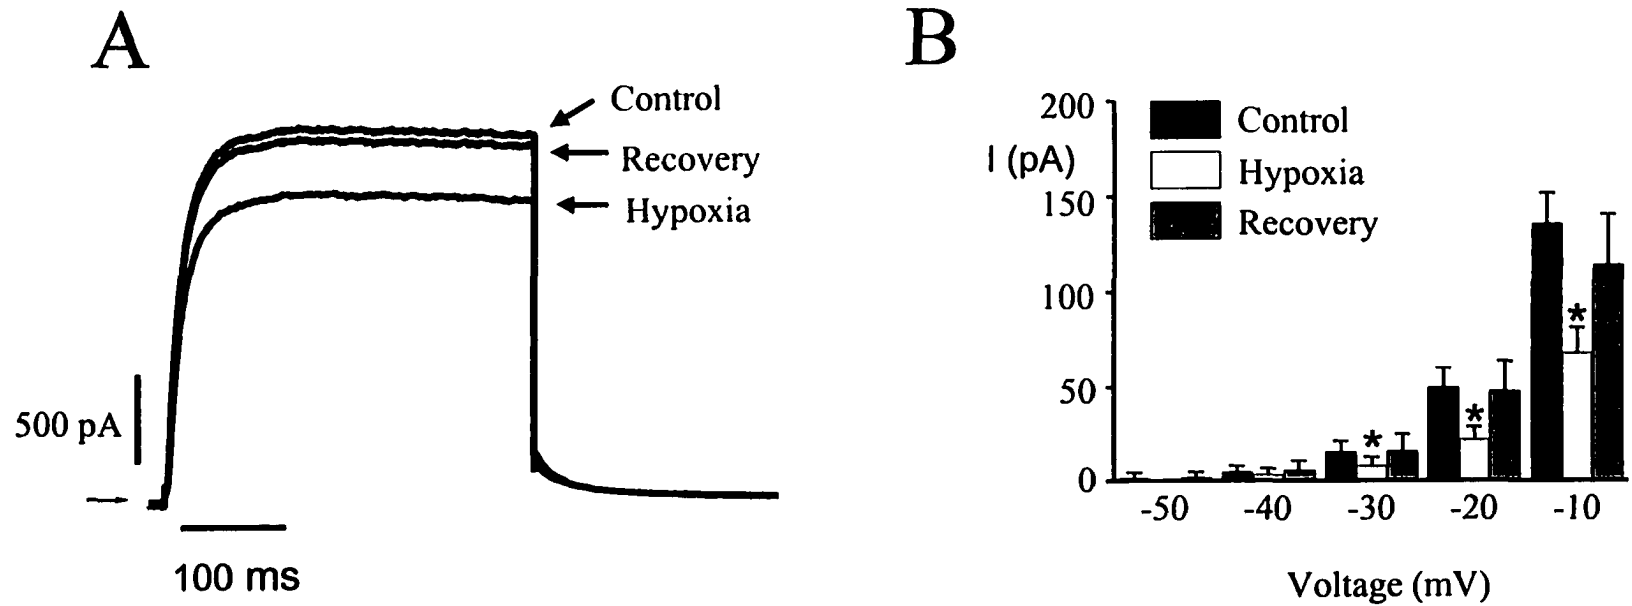 A
Control
Recovery
Hypoxia
500 pA
100 ms
B
200
I (pA)
150
100
50
0
Control
Hypoxia
Recovery
*
*
*
-50 -40 -30 -20 -10
Voltage (mV)